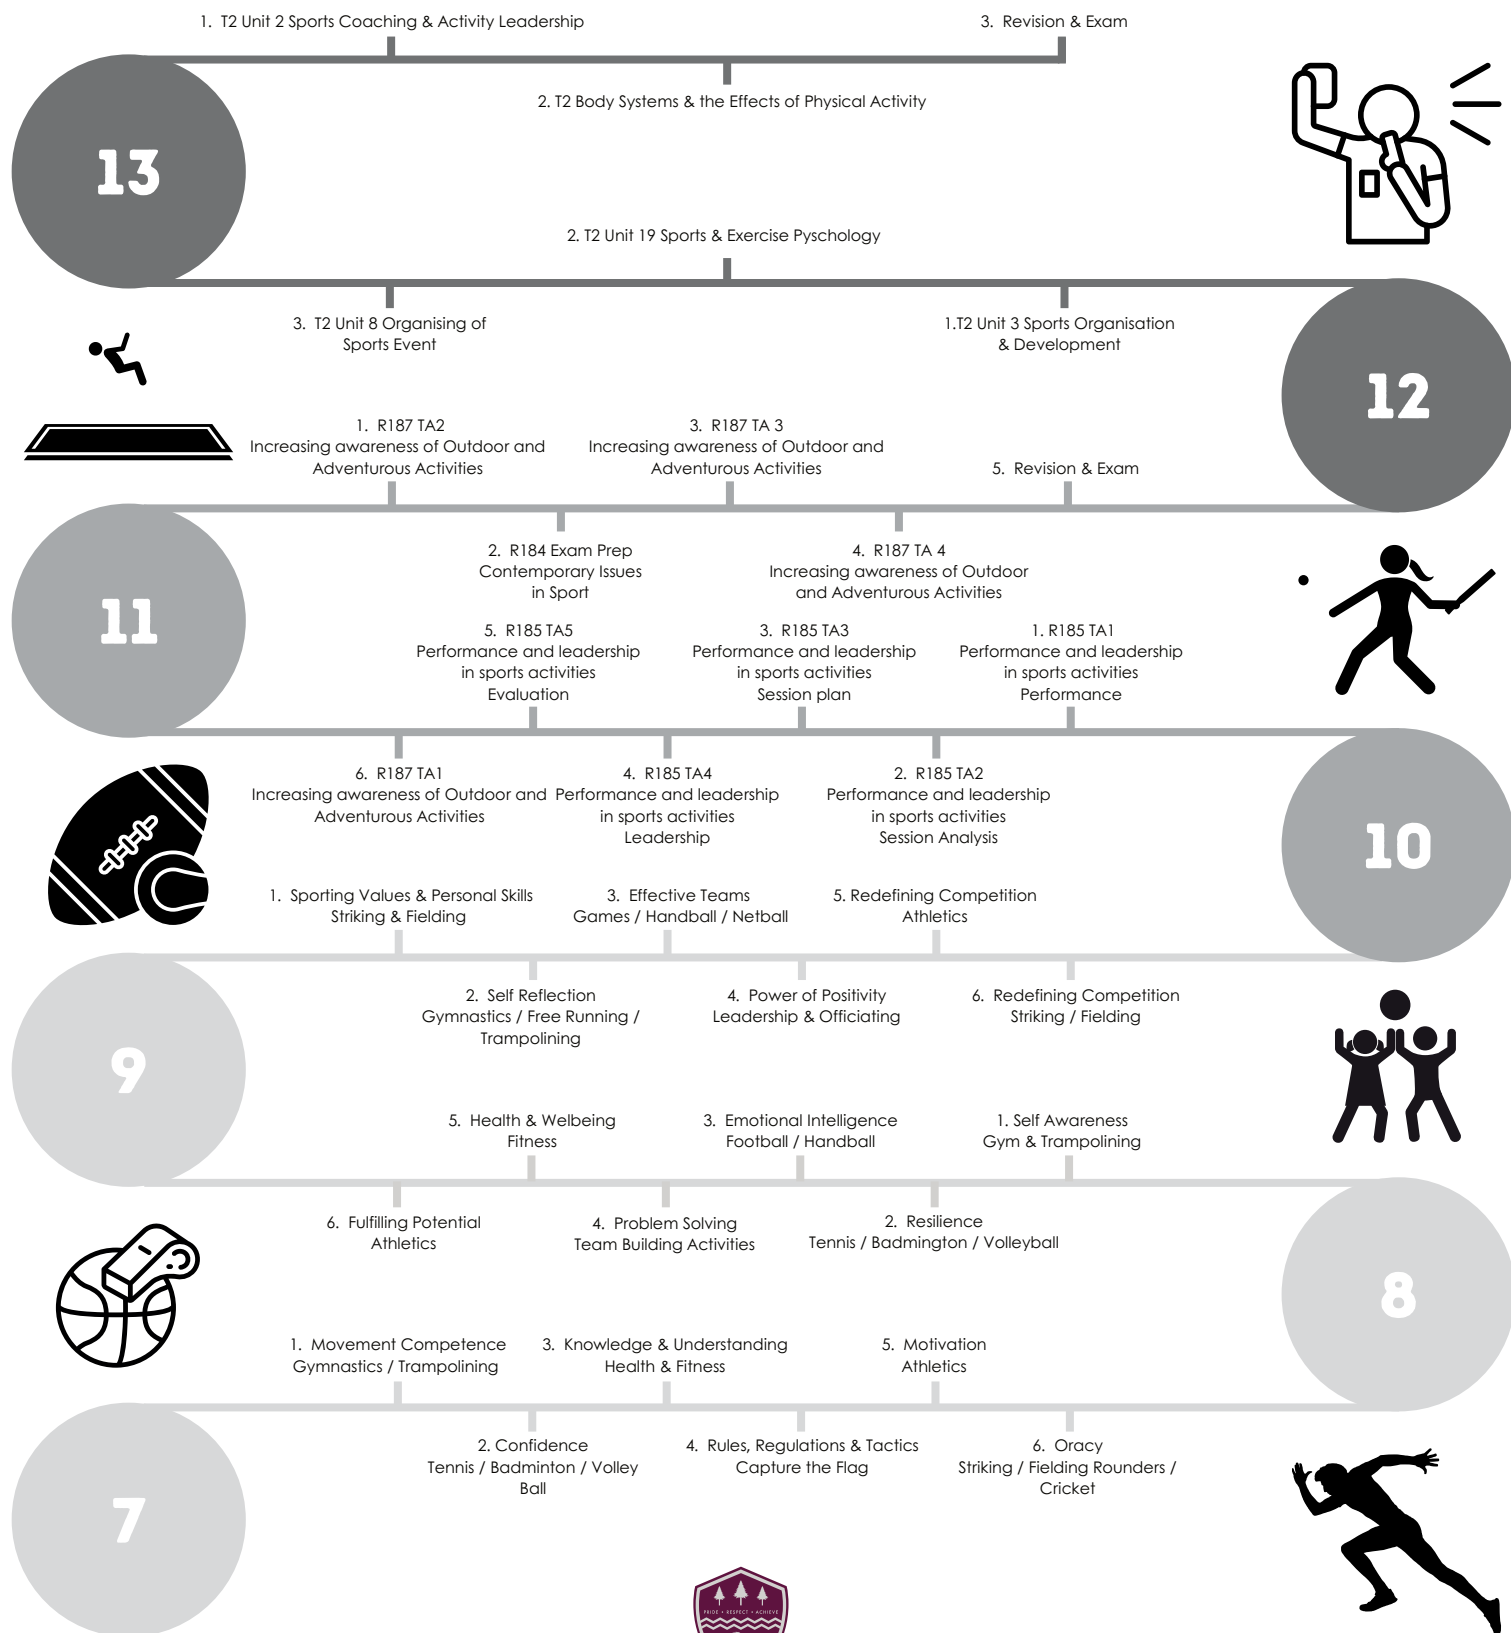 1. T2 Unit 2 Sports Coaching & Activity Leadership
3. Revision & Exam
2. T2 Body Systems & the Effects of Physical Activity
13
2. T2 Unit 19 Sports & Exercise Pyschology
3. T2 Unit 8 Organising of
Sports Event
1.T2 Unit 3 Sports Organisation
& Development
12
1. R187 TA2
Increasing awareness of Outdoor and
Adventurous Activities
3. R187 TA 3
Increasing awareness of Outdoor and
Adventurous Activities
5. Revision & Exam
2. R184 Exam Prep
Contemporary Issues
in Sport
4. R187 TA 4
Increasing awareness of Outdoor
and Adventurous Activities
11
5. R185 TA5
Performance and leadership
in sports activities
Evaluation
3. R185 TA3
Performance and leadership
in sports activities
Session plan
1. R185 TA1
Performance and leadership
in sports activities
Performance
6. R187 TA1
Increasing awareness of Outdoor and
Adventurous Activities
4. R185 TA4
Performance and leadership
in sports activities
Leadership
2. R185 TA2
Performance and leadership
in sports activities
Session Analysis
10
1. Sporting Values & Personal Skills
Striking & Fielding
3. Effective Teams
Games / Handball / Netball
5. Redefining Competition
Athletics
2. Self Reflection
Gymnastics / Free Running /
Trampolining
4. Power of Positivity
Leadership & Officiating
6. Redefining Competition
Striking / Fielding
9
5. Health & Welbeing
Fitness
3. Emotional Intelligence
Football / Handball
1. Self Awareness
Gym & Trampolining
6. Fulfilling Potential
Athletics
4. Problem Solving
Team Building Activities
2. Resilience
Tennis / Badmington / Volleyball
8
1. Movement Competence
Gymnastics / Trampolining
3. Knowledge & Understanding
Health & Fitness
5. Motivation
Athletics
2. Confidence
Tennis / Badminton / Volley
Ball
4. Rules, Regulations & Tactics
Capture the Flag
6. Oracy
Striking / Fielding Rounders /
Cricket
7
PRIDE • RESPECT • ACHIEVE